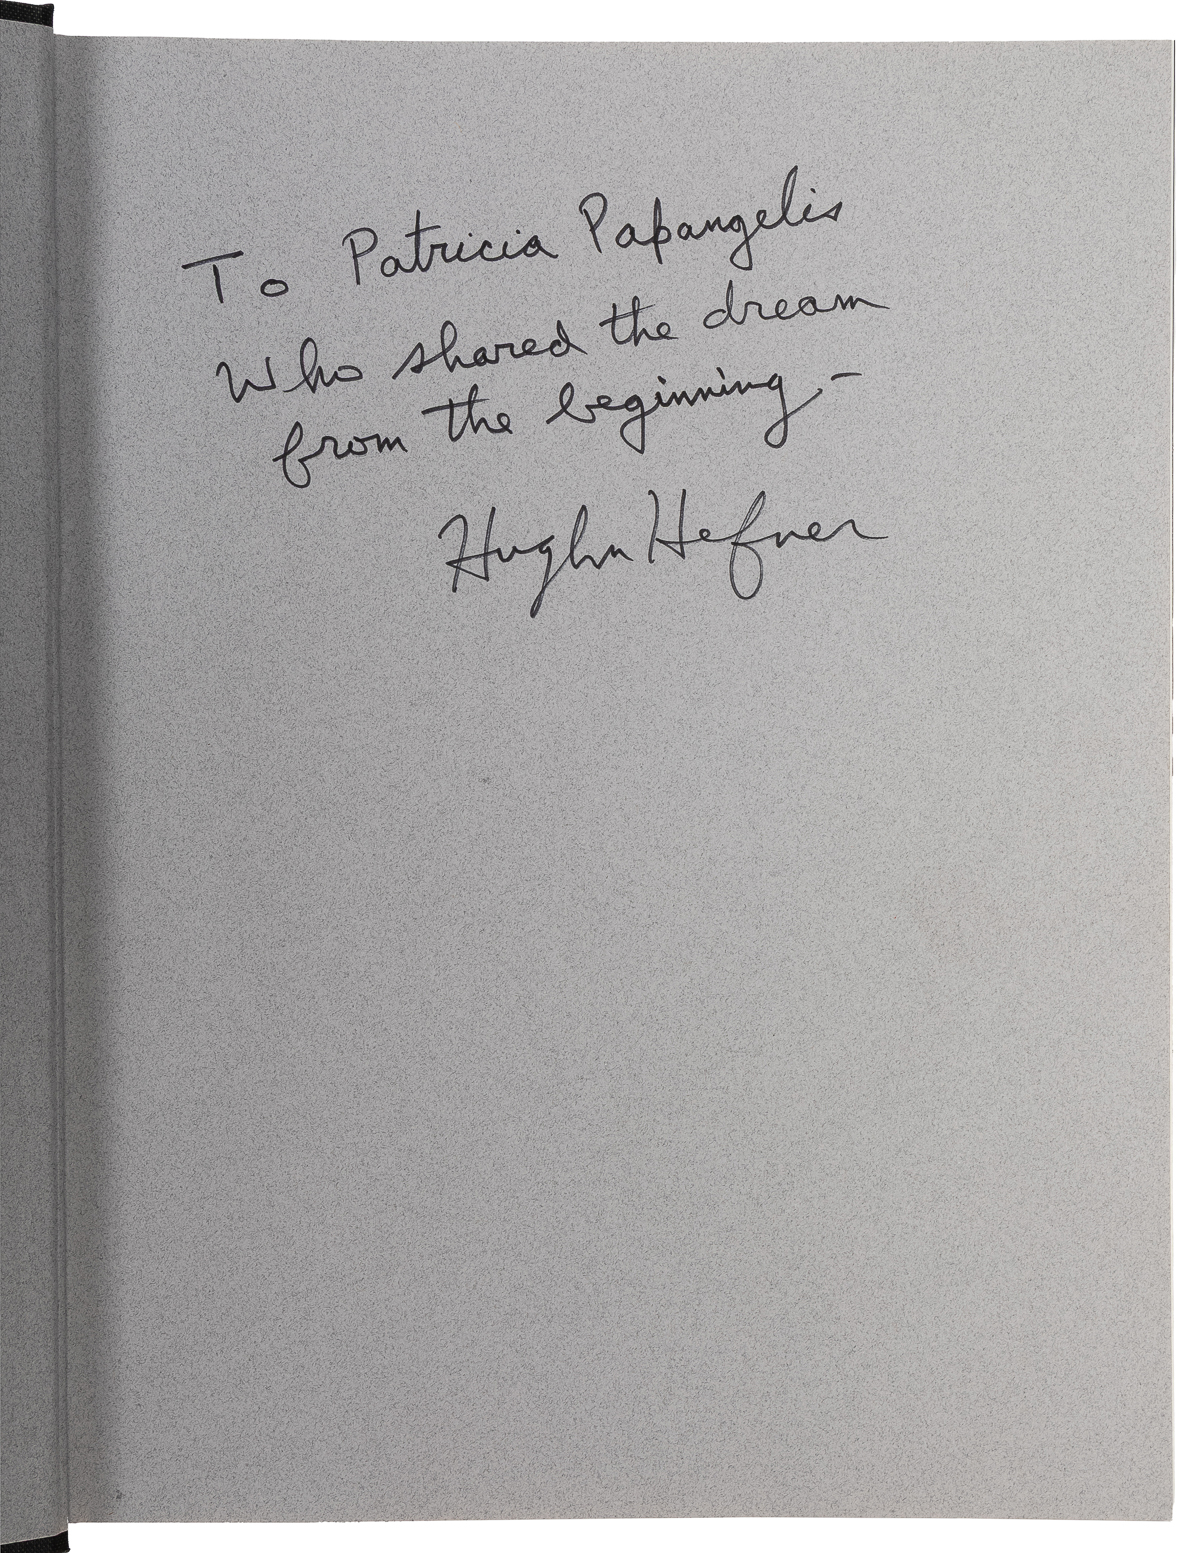 To Patricia Papangelis
Who shared the dream
from the beginning, -
Hugh M Hefner